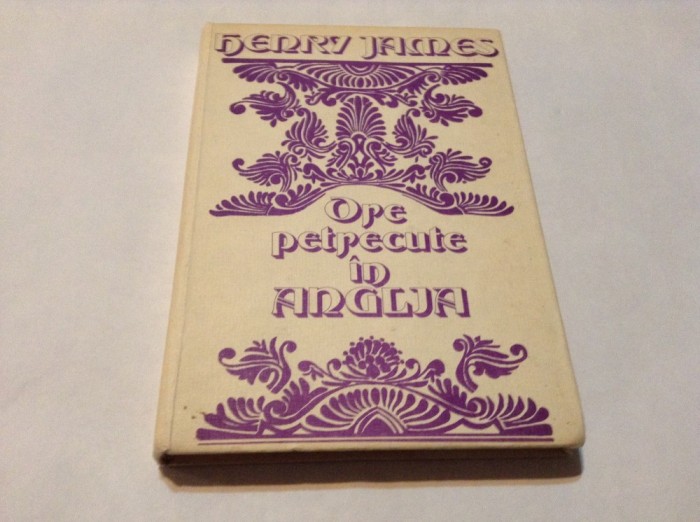 HENRY JAMES
Ore
petrecute
în
ANGLIA